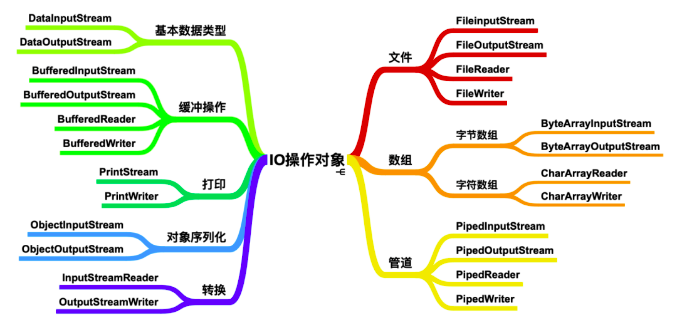 IO操作对象
基本数据类型
DataInputStream
DataOutputStream
缓冲操作
BufferedInputStream
BufferedOutputStream
BufferedReader
BufferedWriter
打印
PrintStream
PrintWriter
对象序列化
ObjectInputStream
ObjectOutputStream
转换
InputStreamReader
OutputStreamWriter
文件
FileinputStream
FileOutputStream
FileReader
FileWriter
数组
字节数组
ByteArrayInputStream
ByteArrayOutputStream
字符数组
CharArrayReader
CharArrayWriter
管道
PipedInputStream
PipedOutputStream
PipedReader
PipedWriter